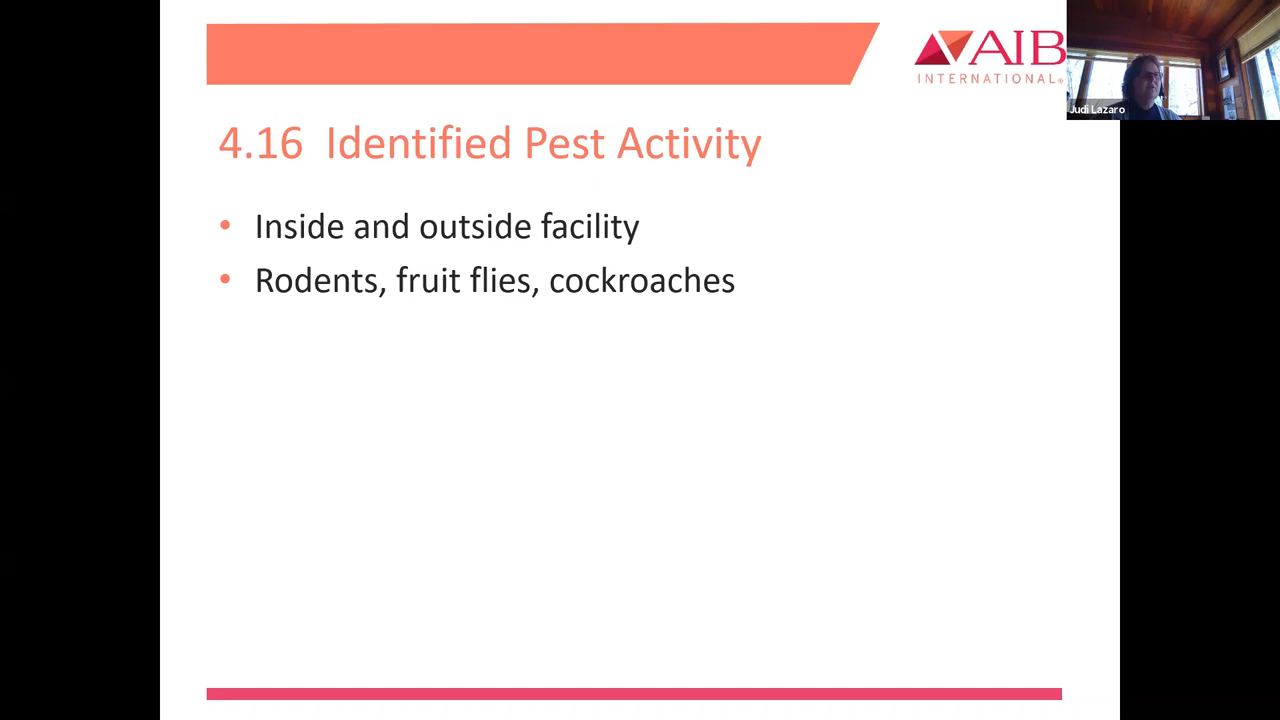 AIB
INTERNATIONAL®
Judi Lazaro
4.16 Identified Pest Activity
• Inside and outside facility
• Rodents, fruit flies, cockroaches